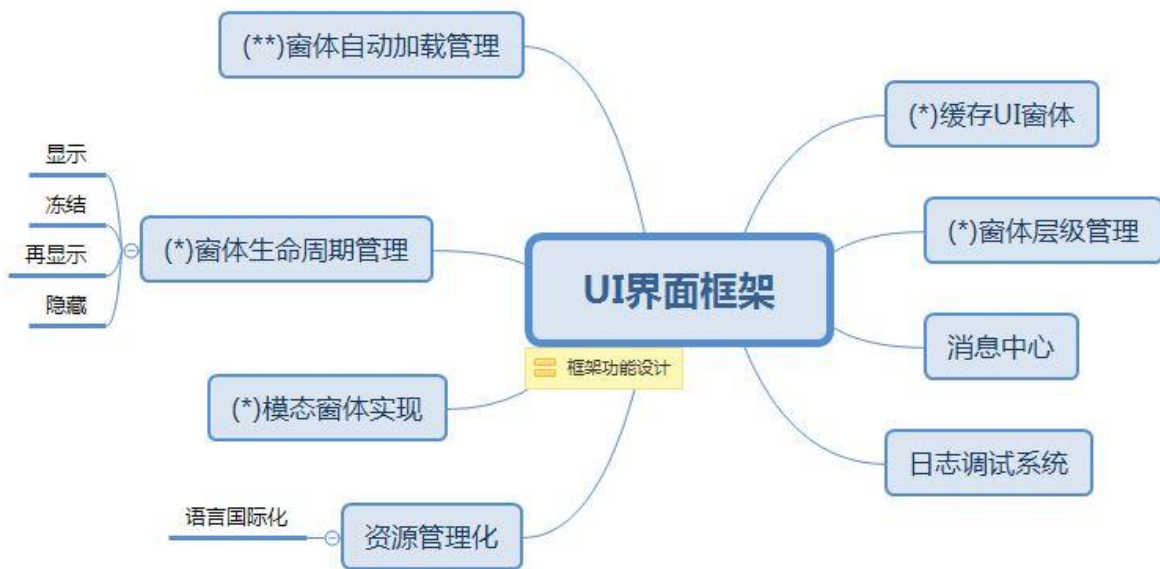 (**)窗体自动加载管理
(*)缓存UI窗体
显示
冻结
再显示
隐藏
(*)窗体生命周期管理
(*)窗体层级管理
UI界面框架
框架功能设计
消息中心
(*)模态窗体实现
日志调试系统
语言国际化
资源管理化